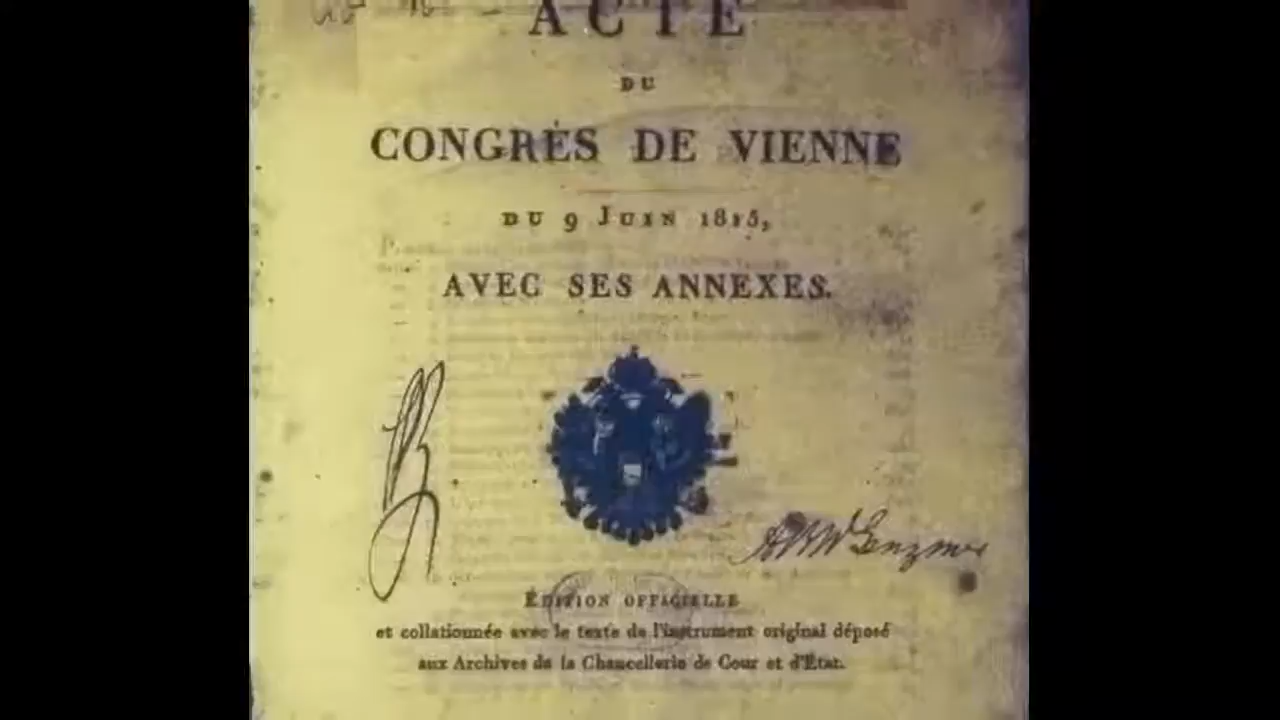 ACTE
DU
CONGRÈS DE VIENNE
DU 9 JUIN 1815,
AVEC SES ANNEXES.
ÉDITION OFFICIELLE
et collationnée avec le texte de l'instrument original déposé
aux Archives de la Chancellerie de Cour et d'État.